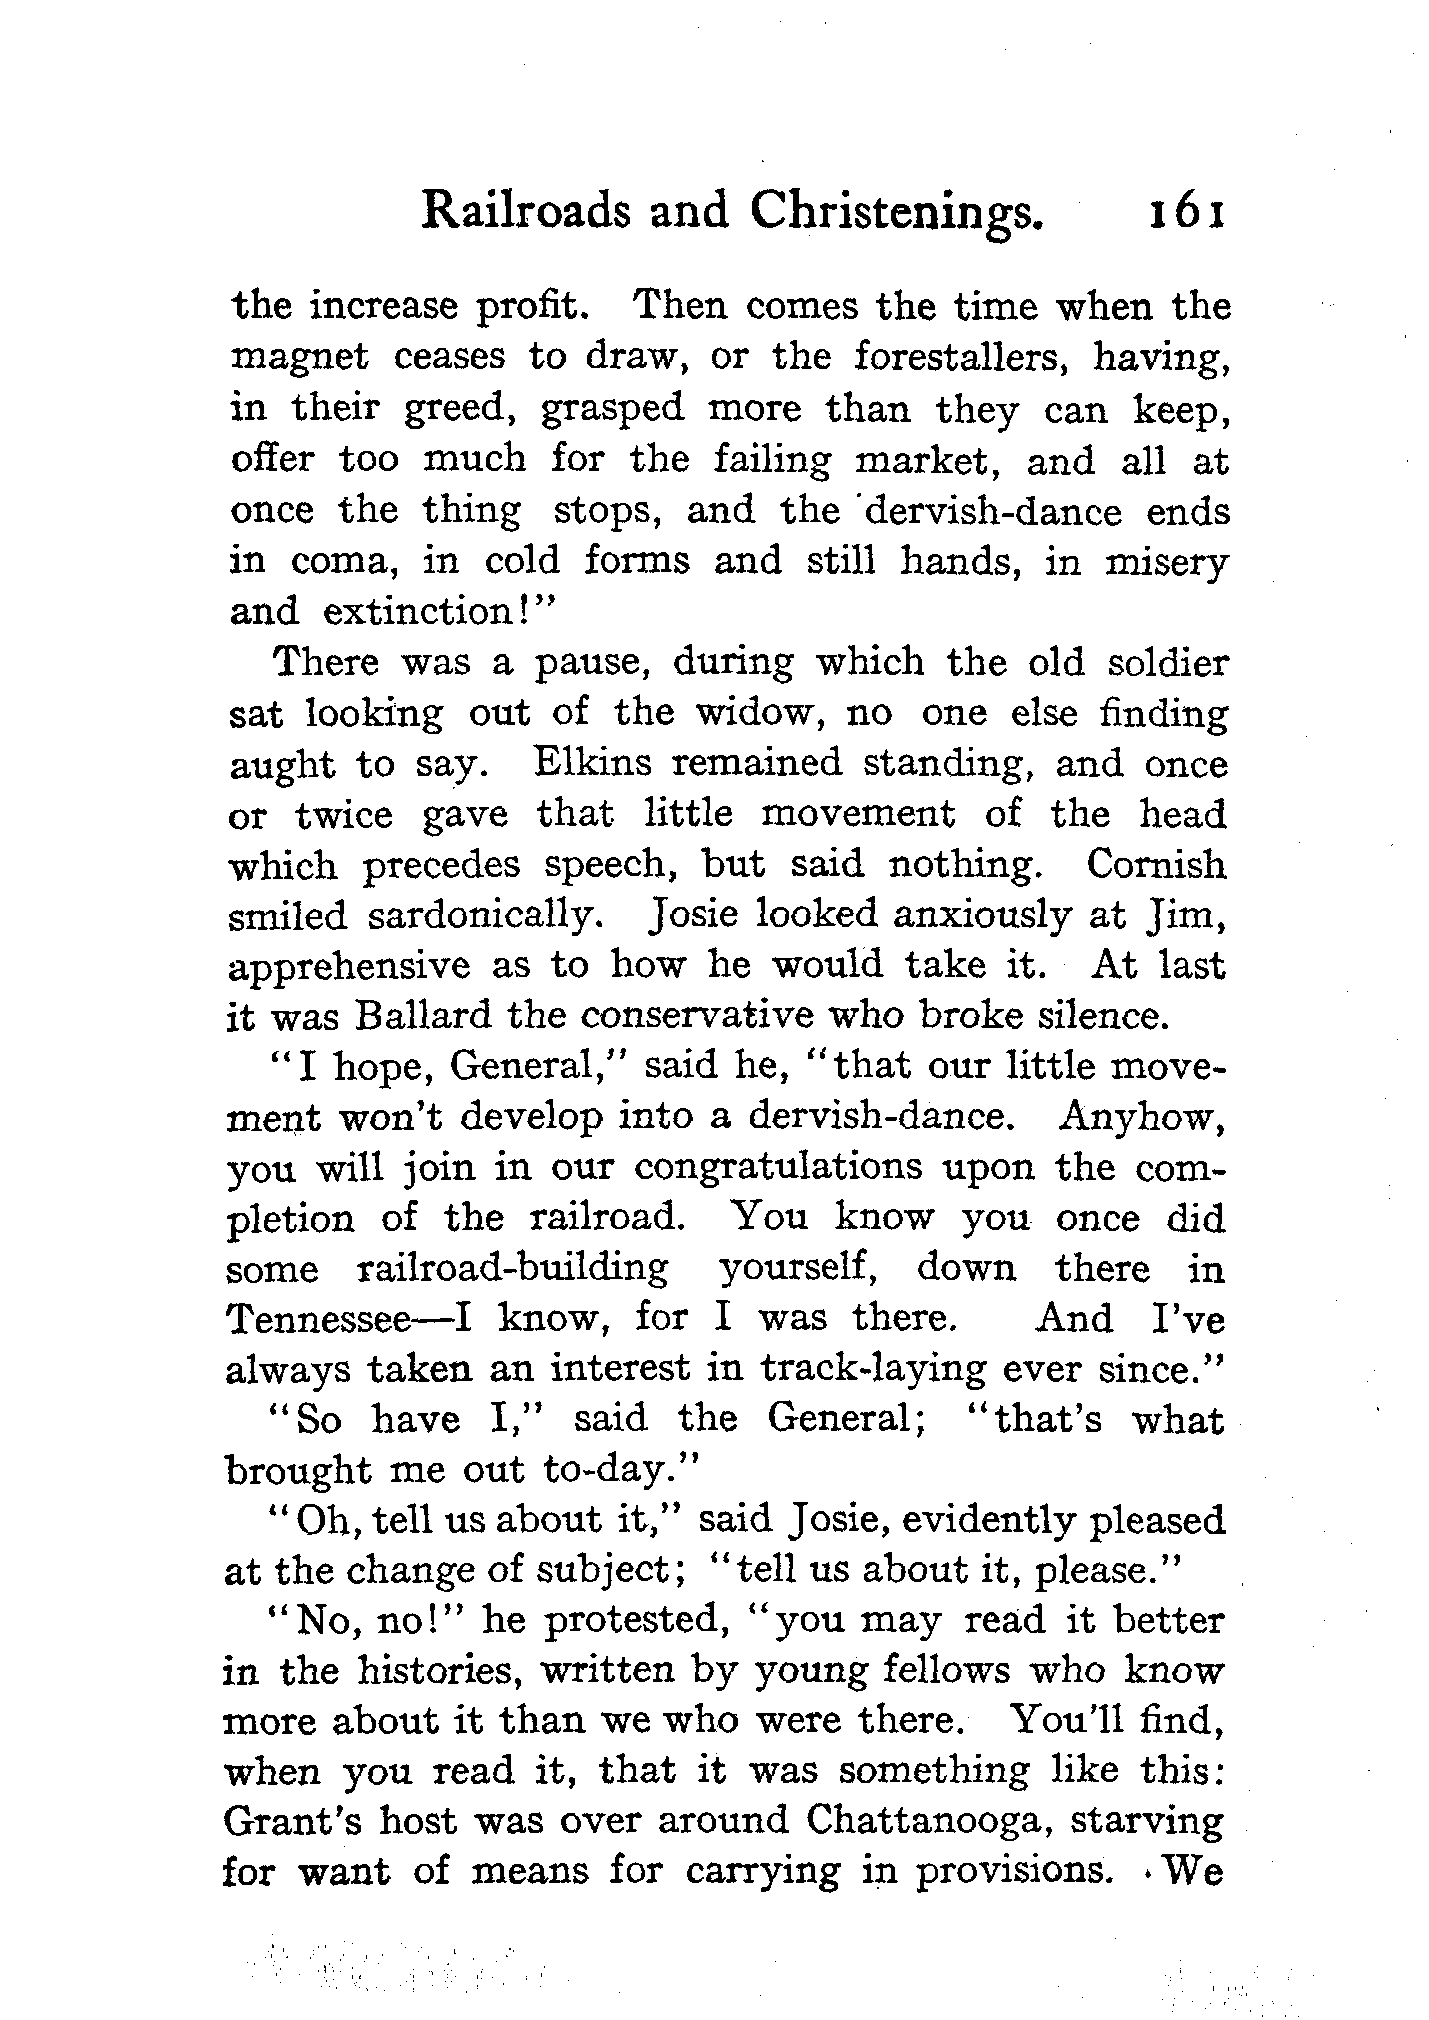 Railroads and Christenings. 161
the increase profit. Then comes the time when the
magnet ceases to draw, or the forestallers, having,
in their greed, grasped more than they can keep,
offer too much for the failing market, and all at
once the thing stops, and the dervish-dance ends
in coma, in cold forms and still hands, in misery
and extinction!”
There was a pause, during which the old soldier
sat looking out of the widow, no one else finding
aught to say. Elkins remained standing, and once
or twice gave that little movement of the head
which precedes speech, but said nothing. Cornish
smiled sardonically. Josie looked anxiously at Jim,
apprehensive as to how he would take it. At last
it was Ballard the conservative who broke silence.
“I hope, General,” said he, “that our little move-
ment won’t develop into a dervish-dance. Anyhow,
you will join in our congratulations upon the com-
pletion of the railroad. You know you once did
some railroad-building yourself, down there in
Tennessee—I know, for I was there. And I’ve
always taken an interest in track-laying ever since.”
“So have I,” said the General; “that’s what
brought me out to-day.”
“Oh, tell us about it,” said Josie, evidently pleased
at the change of subject; “tell us about it, please.”
“No, no!” he protested, “you may read it better
in the histories, written by young fellows who know
more about it than we who were there. You’ll find,
when you read it, that it was something like this:
Grant’s host was over around Chattanooga, starving
for want of means for carrying in provisions. We